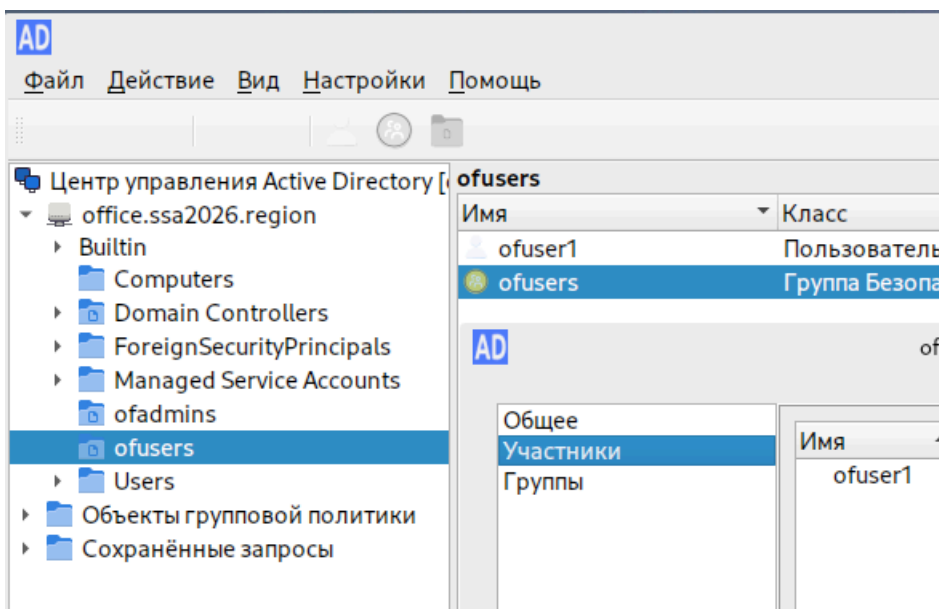 AD
Файл Действие Вид Настройки Помощь
Центр управления Active Directory [
office.ssa2026.region
Builtin
Computers
Domain Controllers
ForeignSecurityPrincipals
Managed Service Accounts
ofadmins
ofusers
Users
Объекты групповой политики
Сохранённые запросы
ofusers
Имя Класс
ofuser1 Пользователь
ofusers Группа Безопа
AD of
Общее
Участники
Группы
Имя
ofuser1